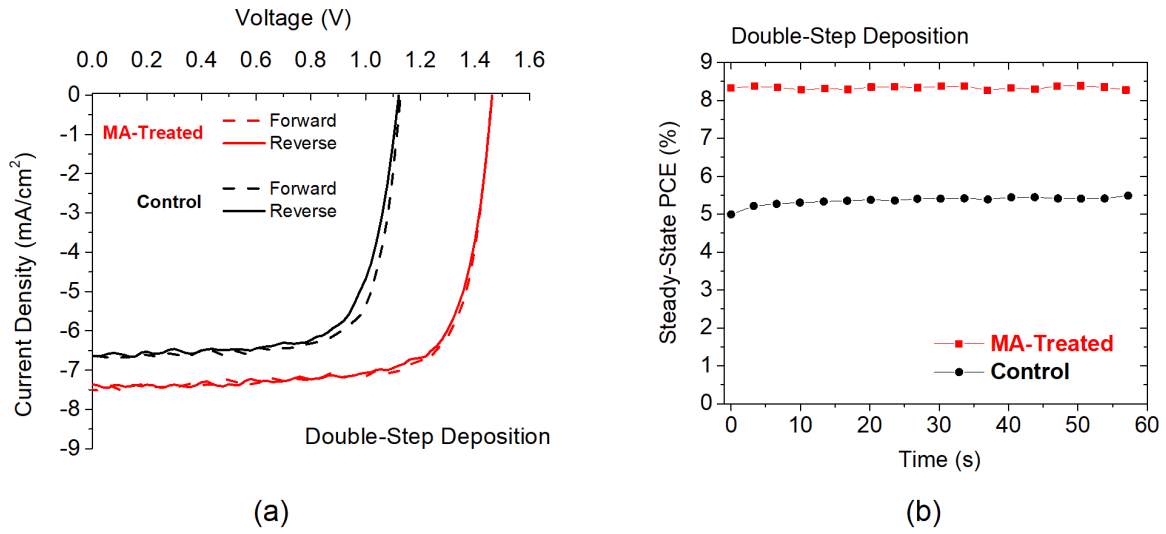 Voltage (V)
0.0 0.2 0.4 0.6 0.8 1.0 1.2 1.4 1.6
0
-1
-2
-3
-4
-5
-6
-7
-8
-9
Current Density (mA/cm²)
MA-Treated
Forward
Reverse
Control
Forward
Reverse
Double-Step Deposition
(a)
Double-Step Deposition
9
8
7
6
5
4
3
2
1
0
Steady-State PCE (%)
MA-Treated
Control
0 10 20 30 40 50 60
Time (s)
(b)